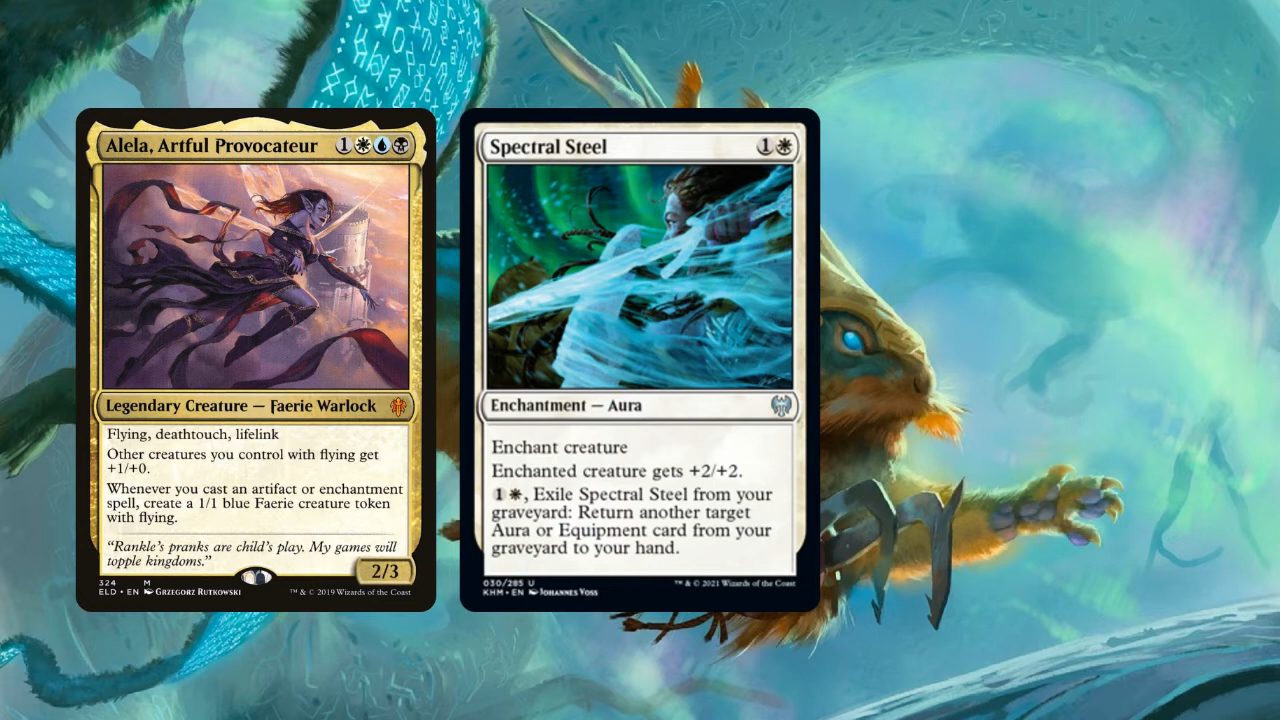 Alela, Artful Provocateur 1
Legendary Creature — Faerie Warlock
Flying, deathtouch, lifelink
Other creatures you control with flying get
+1/+0.
Whenever you cast an artifact or enchantment
spell, create a 1/1 blue Faerie creature token
with flying.
“Rankle’s pranks are child’s play. My games will
topple kingdoms.”
2/3
324 M
ELD • EN Grzegorz Rutkowski
™ & © 2019 Wizards of the Coast
Spectral Steel 1
Enchantment — Aura
Enchant creature
Enchanted creature gets +2/+2.
1, Exile Spectral Steel from your
graveyard: Return another target
Aura or Equipment card from your
graveyard to your hand.
030/285 U
KHM • EN Johannes Voss
™ & © 2021 Wizards of the Coast